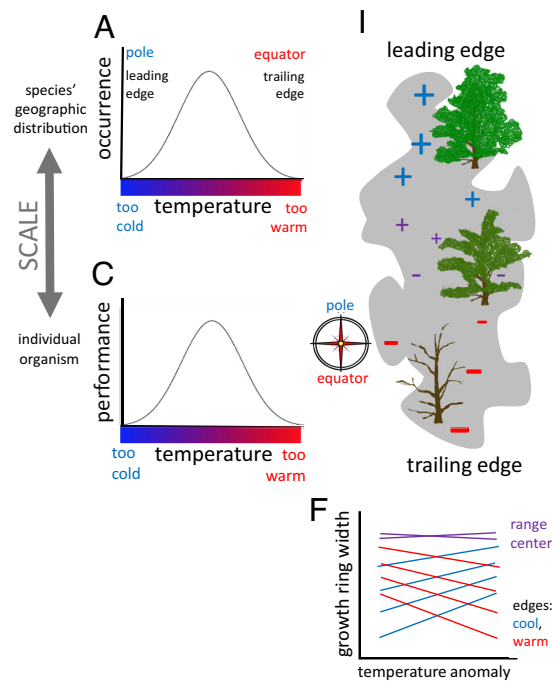 A
pole
equator
leading
edge
trailing
edge
occurrence
temperature
too
cold
too
warm
species'
geographic
distribution
SCALE
individual
organism
C
performance
temperature
too
cold
too
warm
I
leading edge
+
+
+
+
+
+
-
-
-
-
-
-
pole
equator
trailing edge
F
growth ring width
range
center
edges:
cool,
warm
temperature anomaly